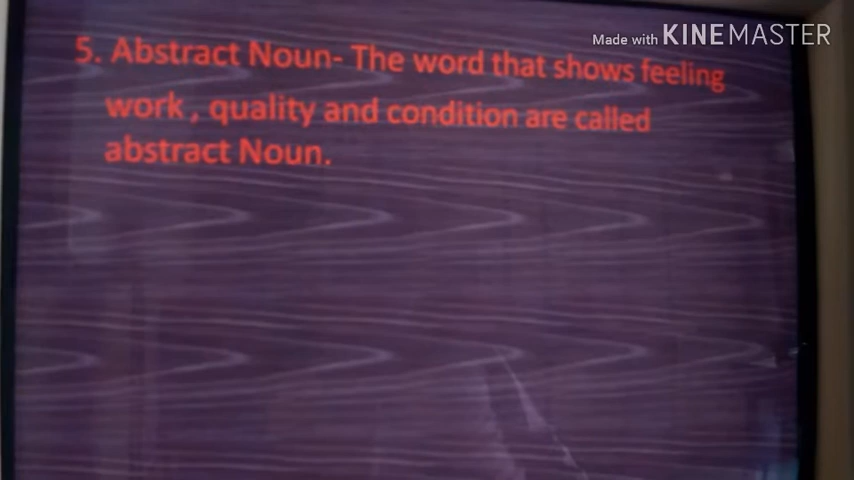 Made with KINEMASTER
5. Abstract Noun- The word that shows feeling
work , quality and condition are called
abstract Noun.